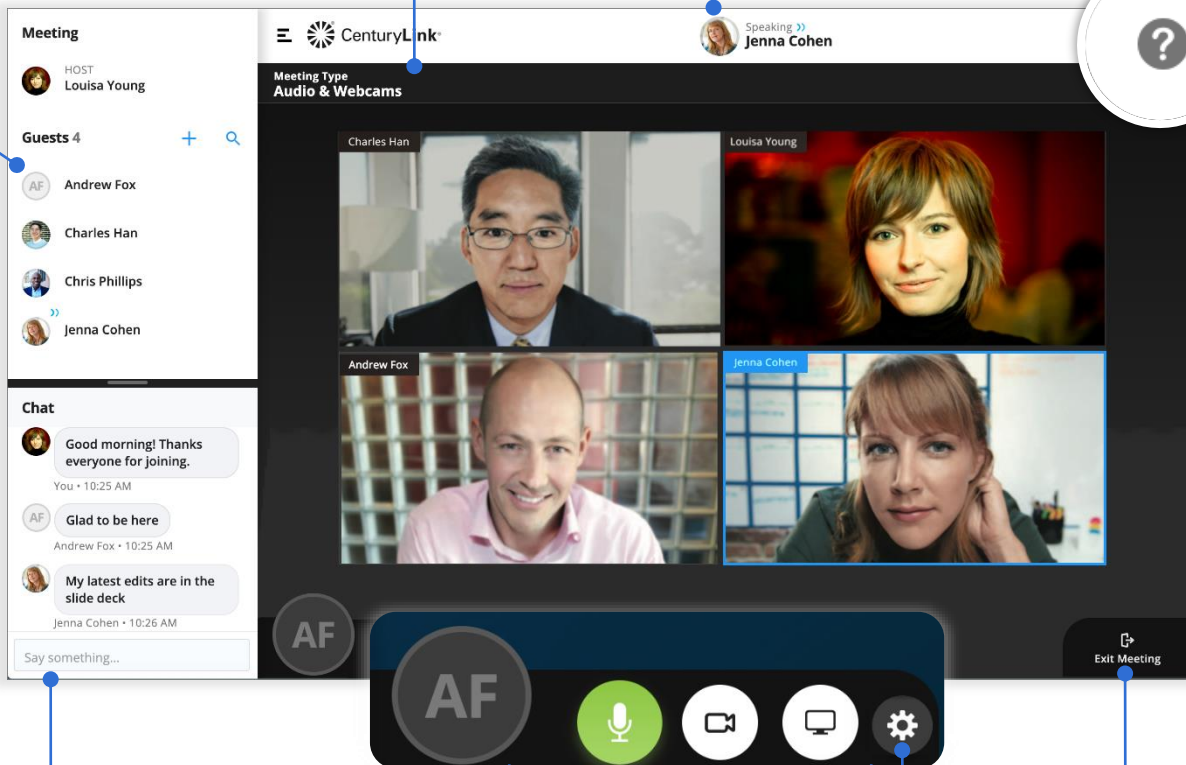 Meeting
HOST
Louisa Young
Guests 4
AF
Andrew Fox
Charles Han
Chris Phillips
Jenna Cohen
Chat
Good morning! Thanks
everyone for joining.
You • 10:25 AM
AF
Glad to be here
Andrew Fox • 10:25 AM
My latest edits are in the
slide deck
Jenna Cohen • 10:26 AM
Say something...
CenturyLink
Speaking
Jenna Cohen
?
Meeting Type
Audio & Webcams
Charles Han
Louisa Young
Andrew Fox
Jenna Cohen
AF
AF
Exit Meeting